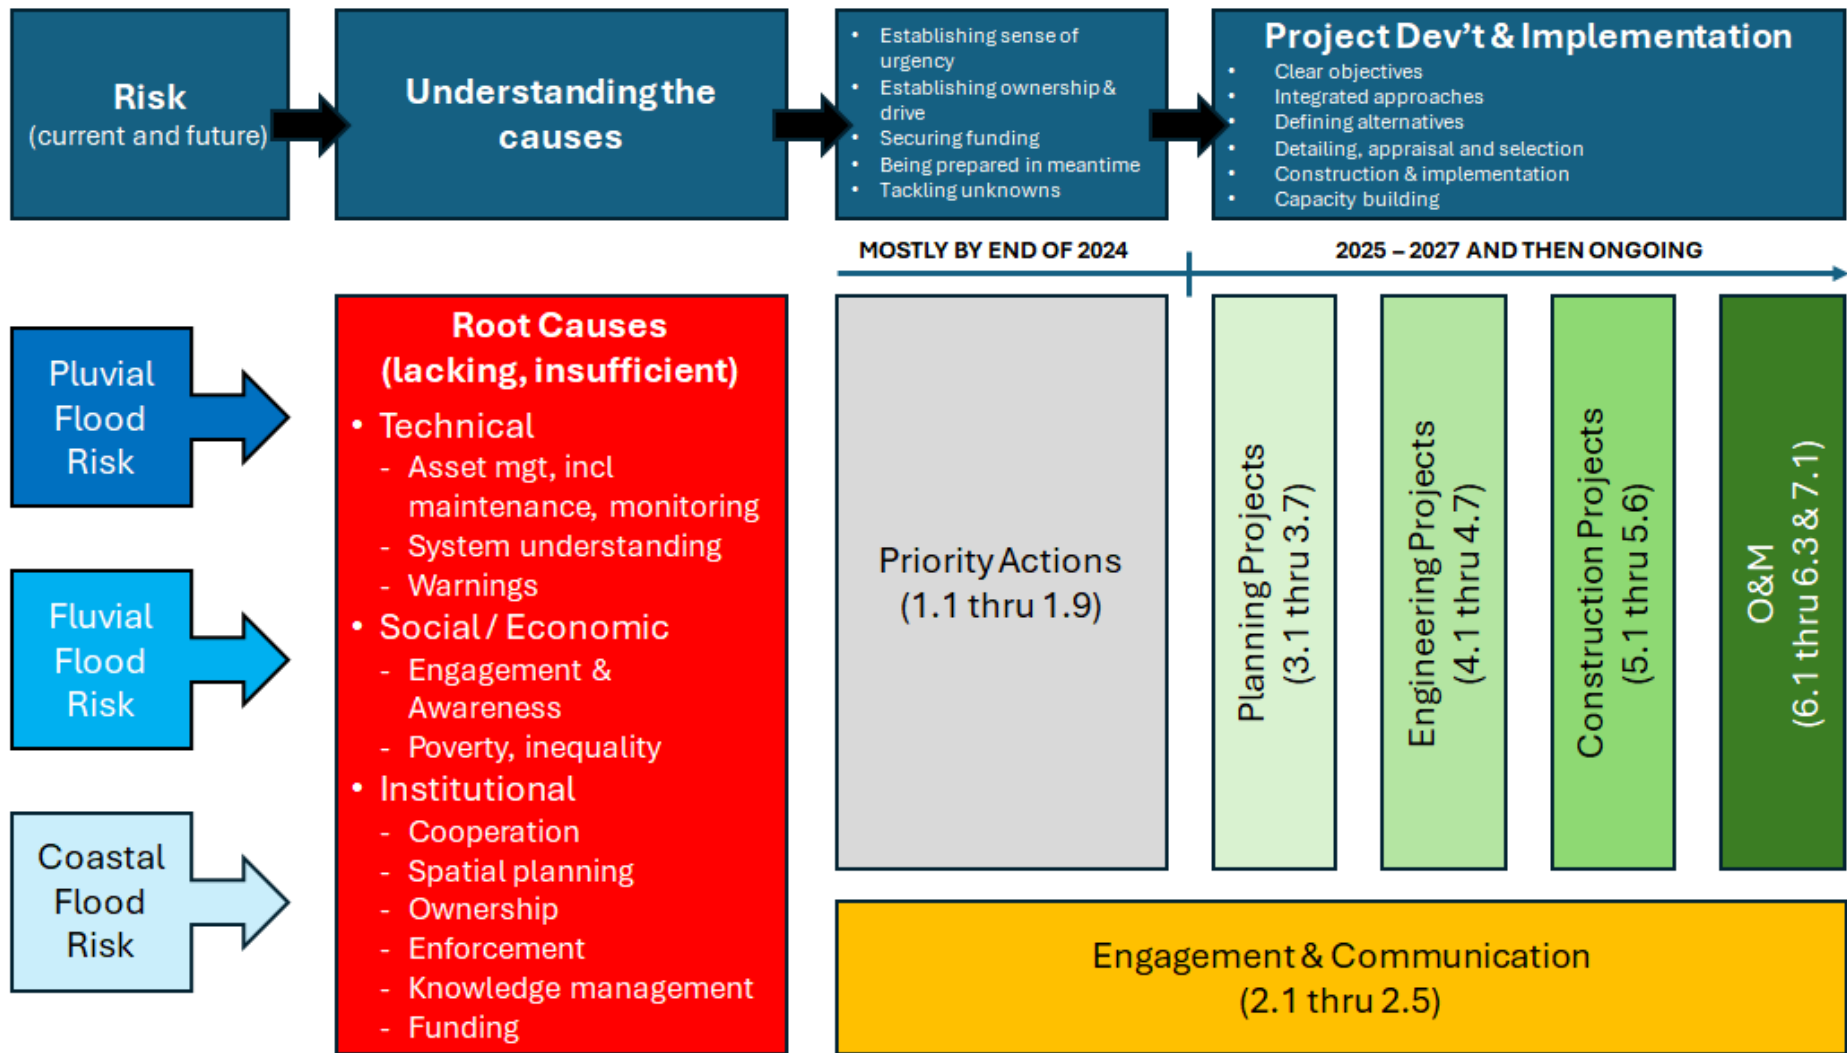 Risk
(current and future)
Understanding the
causes
• Establishing sense of
urgency
• Establishing ownership &
drive
• Securing funding
• Being prepared in meantime
• Tackling unknowns
Project Dev't & Implementation
• Clear objectives
• Integrated approaches
• Defining alternatives
• Detailing, appraisal and selection
• Construction & implementation
• Capacity building
MOSTLY BY END OF 2024
2025 – 2027 AND THEN ONGOING
Pluvial
Flood
Risk
Fluvial
Flood
Risk
Coastal
Flood
Risk
Root Causes
(lacking, insufficient)
• Technical
- Asset mgt, incl
maintenance, monitoring
- System understanding
- Warnings
• Social / Economic
- Engagement &
Awareness
- Poverty, inequality
• Institutional
- Cooperation
- Spatial planning
- Ownership
- Enforcement
- Knowledge management
- Funding
Priority Actions
(1.1 thru 1.9)
Planning Projects
(3.1 thru 3.7)
Engineering Projects
(4.1 thru 4.7)
Construction Projects
(5.1 thru 5.6)
O&M
(6.1 thru 6.3 & 7.1)
Engagement & Communication
(2.1 thru 2.5)